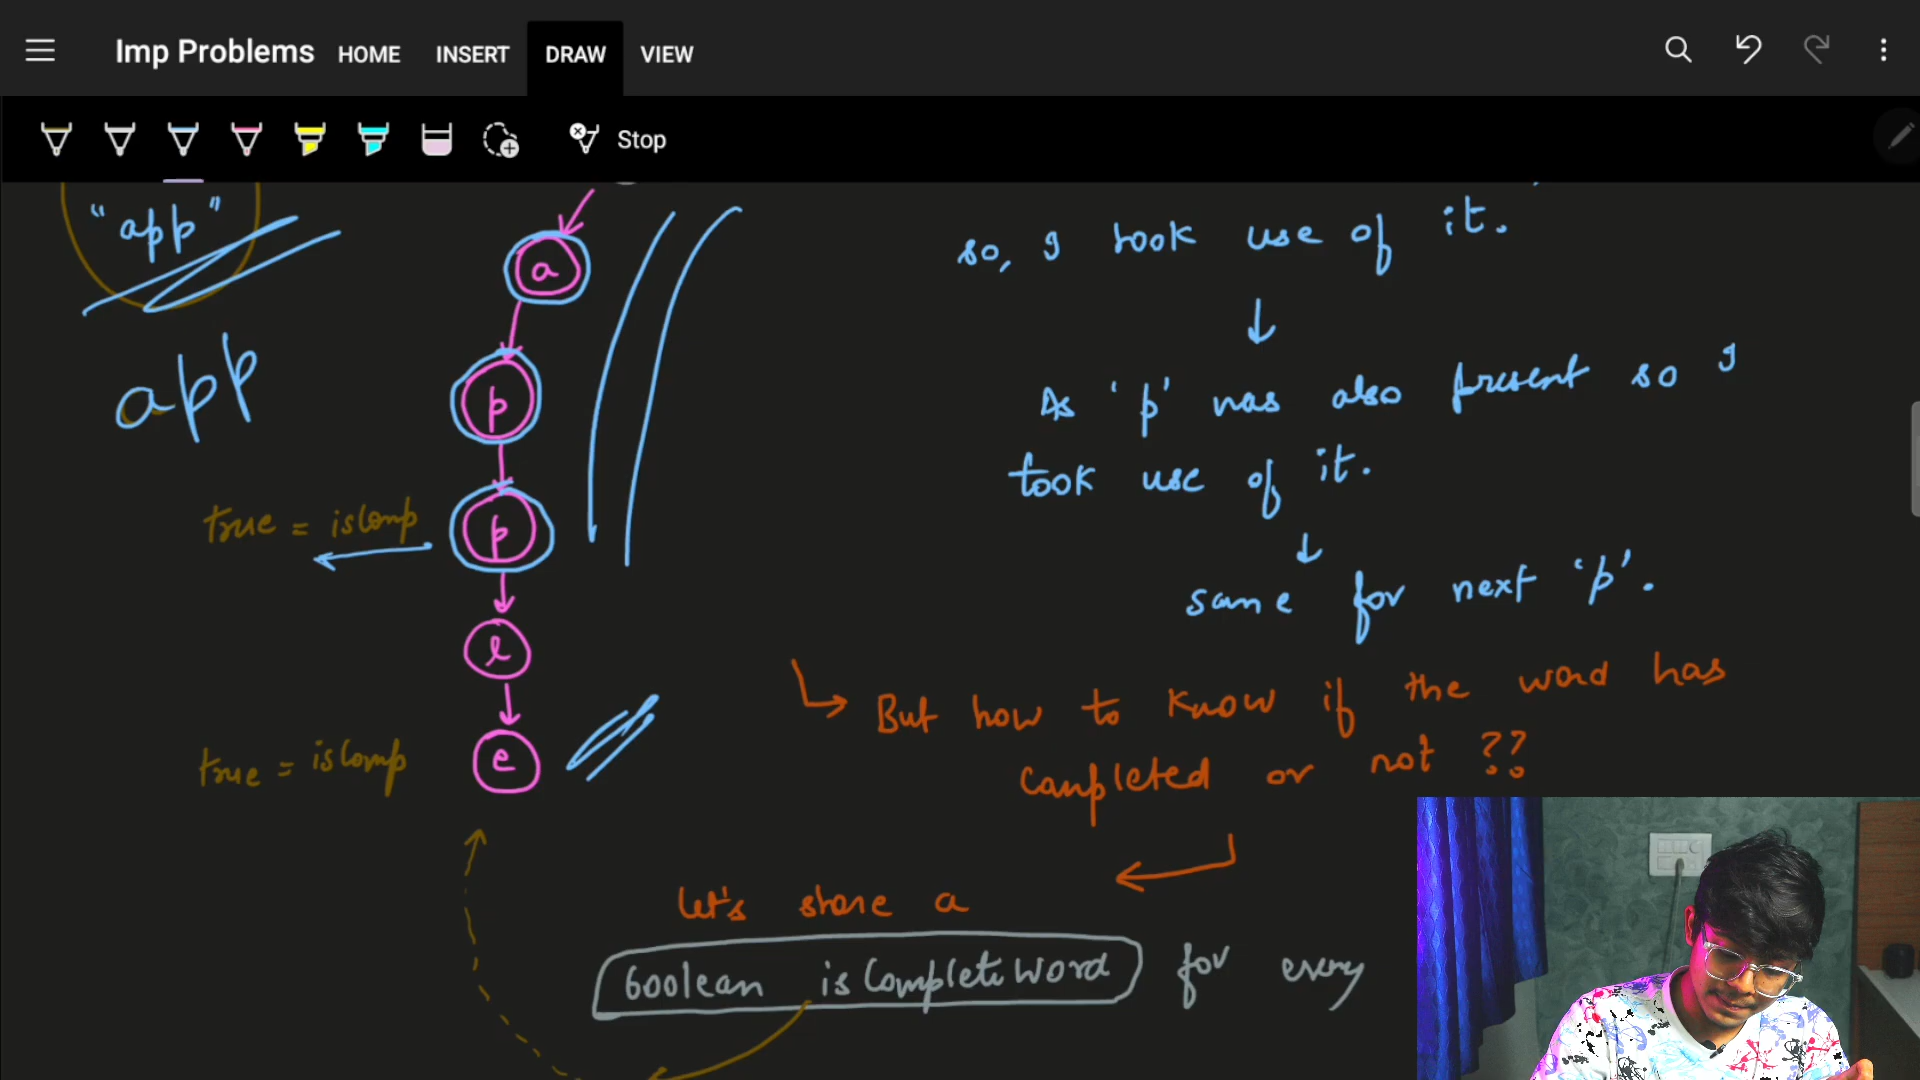 Imp Problems HOME INSERT DRAW VIEW
Stop
"app"
app
a
p
p
l
e
true = isComp
true = isComp
so, I took use of it.
As 'p' was also present so I
took use of it.
same for next 'p'.
But how to know if the word has
completed or not ??
let's store a
boolean isCompleteWord for every